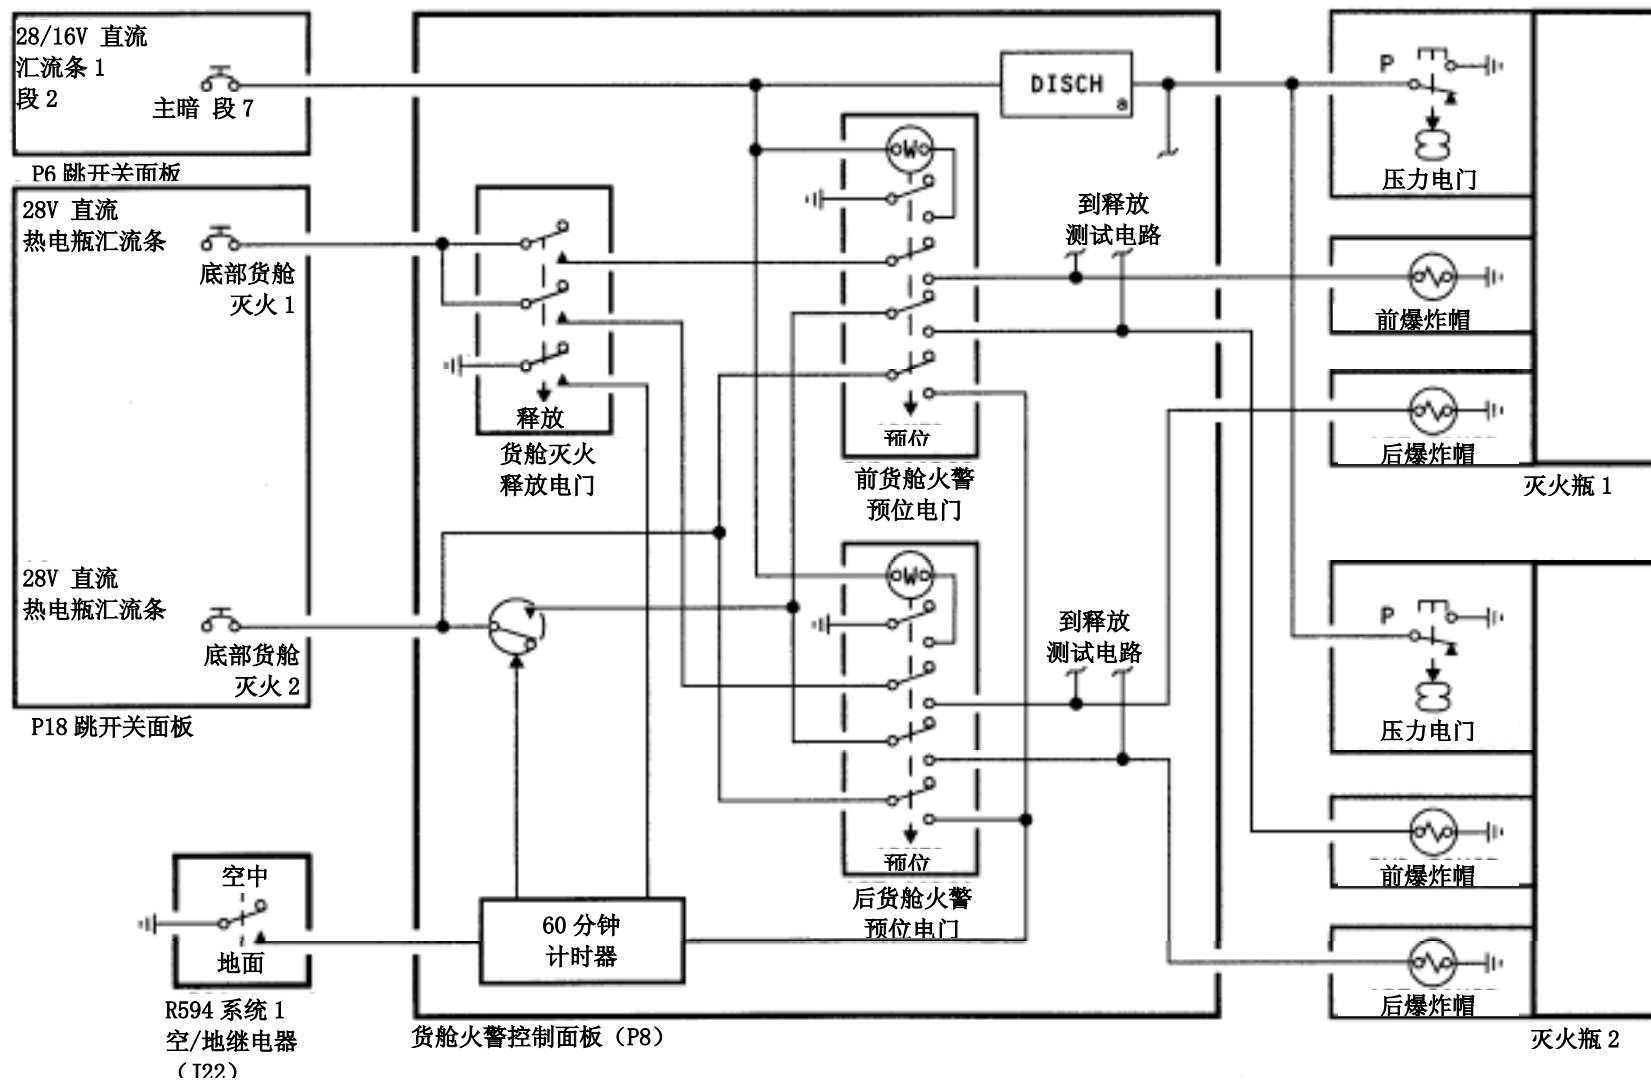 28/16V 直流
汇流条 1
段 2
主暗 段 7
P6 跳开关面板
28V 直流
热电瓶汇流条
底部货舱
灭火 1
28V 直流
热电瓶汇流条
底部货舱
灭火 2
P18 跳开关面板
空中
地面
R594 系统 1
空/地继电器
(J22)
释放
货舱灭火
释放电门
60 分钟
计时器
货舱火警控制面板（P8）
DISCH
a
W
预位
前货舱火警
预位电门
W
预位
后货舱火警
预位电门
到释放
测试电路
到释放
测试电路
P
压力电门
前爆炸帽
后爆炸帽
灭火瓶 1
P
压力电门
前爆炸帽
后爆炸帽
灭火瓶 2